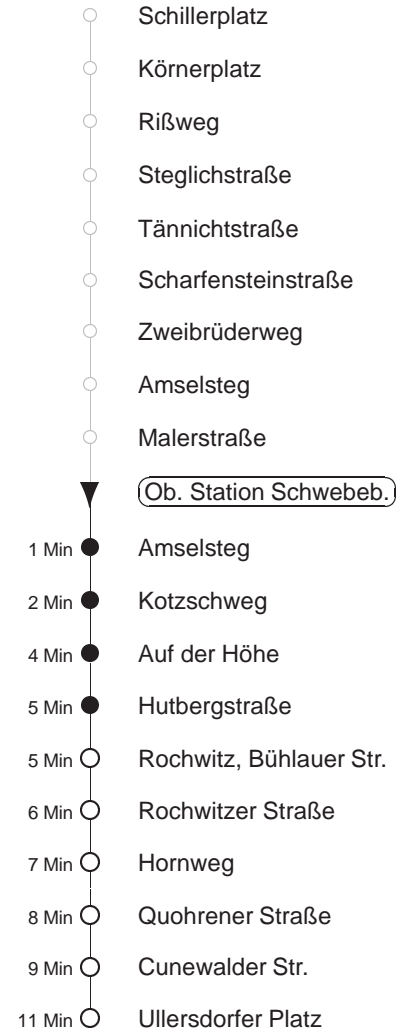 Schillerplatz
Körnerplatz
Rißweg
Steglichstraße
Tännichtstraße
Scharfensteinstraße
Zweibrüderweg
Amselsteg
Malerstraße
Ob. Station Schwebeb.
1 Min Amselsteg
2 Min Kotzschweg
4 Min Auf der Höhe
5 Min Hutbergstraße
5 Min Rochwitz, Bühlauer Str.
6 Min Rochwitzer Straße
7 Min Hornweg
8 Min Quohrener Straße
9 Min Cunewalder Str.
11 Min Ullersdorfer Platz